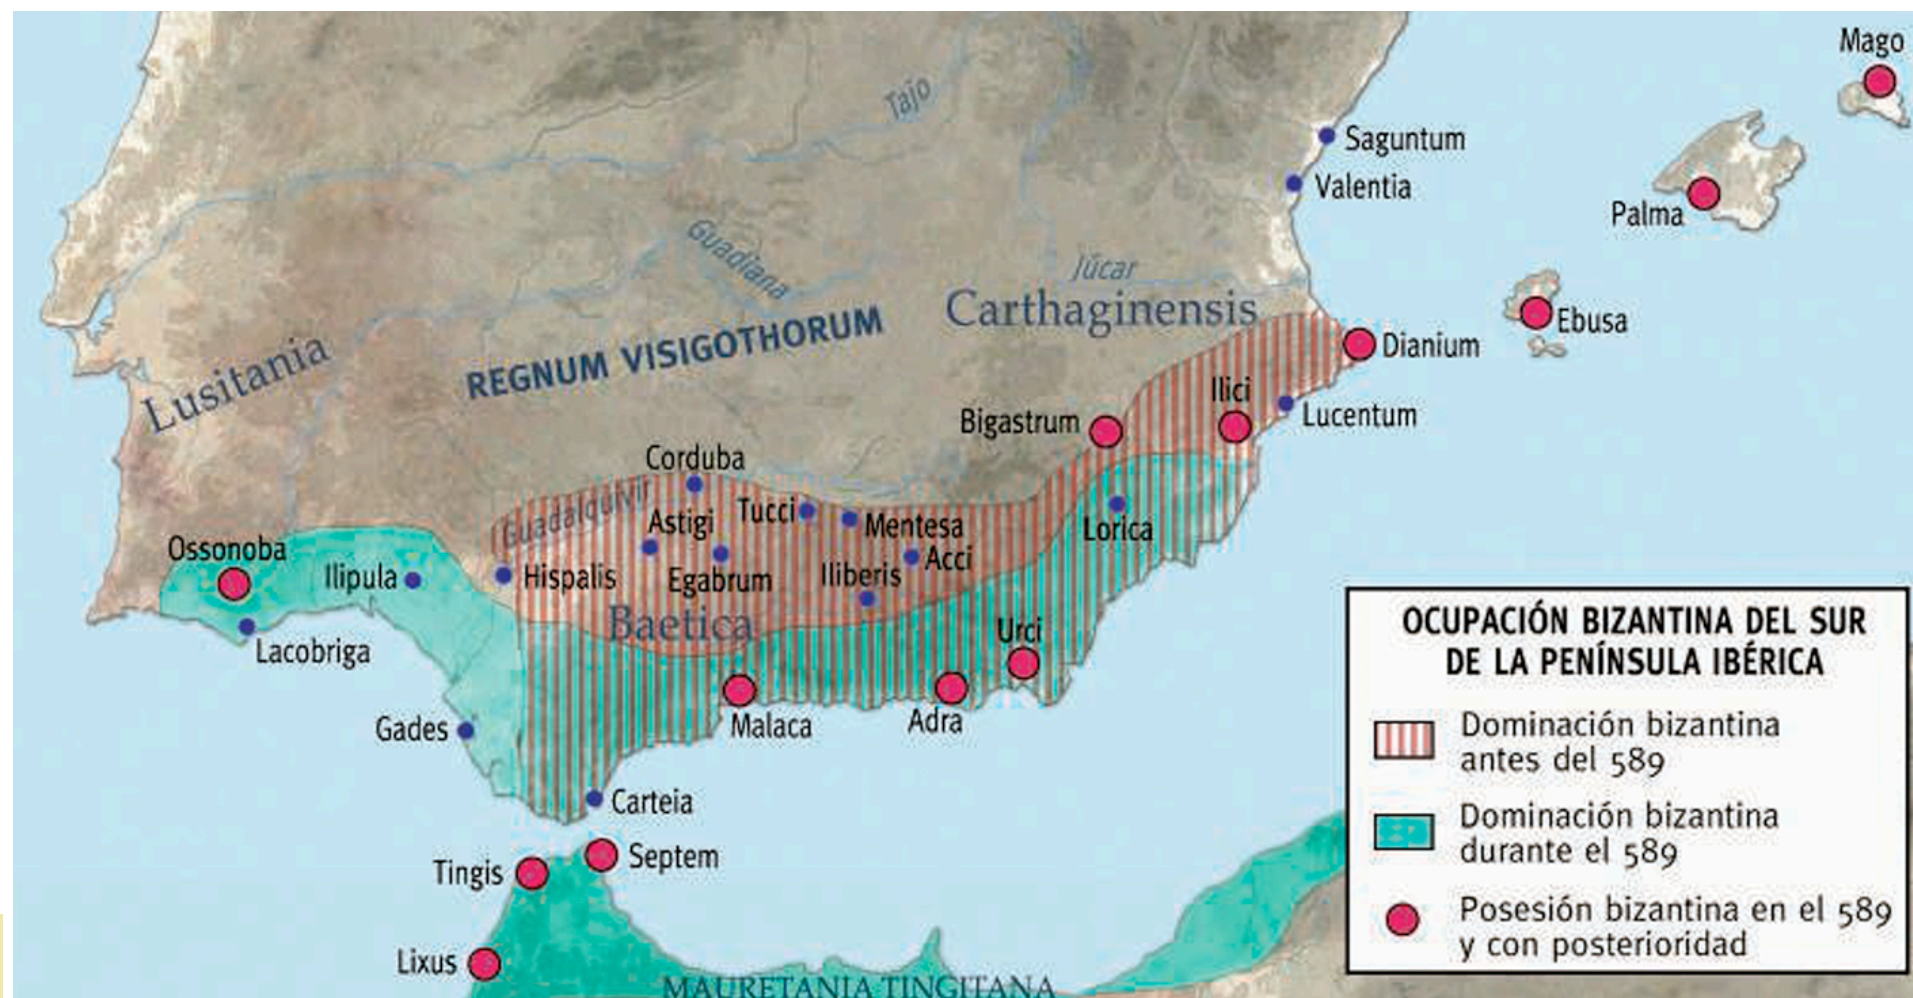 Mago
Tajo
Saguntum
Valentia
Palma
Guadiana
Júcar
Carthaginensis
Ebusa
REGNUM VISIGOTHORUM
Lusitania
Dianium
Ilici
Bigastrum
Lucentum
Corduba
Guadalquivir
Astigi
Tucci
Mentesa
Lorica
Ossonoba
Ilipula
Hispalis
Egabrum
Iliberis
Acci
Baetica
Urci
Lacobriga
Gades
Malaca
Adra
Carteia
Tingis
Septem
Lixus
MAURETANIA TINGITANA
OCUPACIÓN BIZANTINA DEL SUR
DE LA PENÍNSULA IBÉRICA
Dominación bizantina
antes del 589
Dominación bizantina
durante el 589
Posesión bizantina en el 589
y con posterioridad